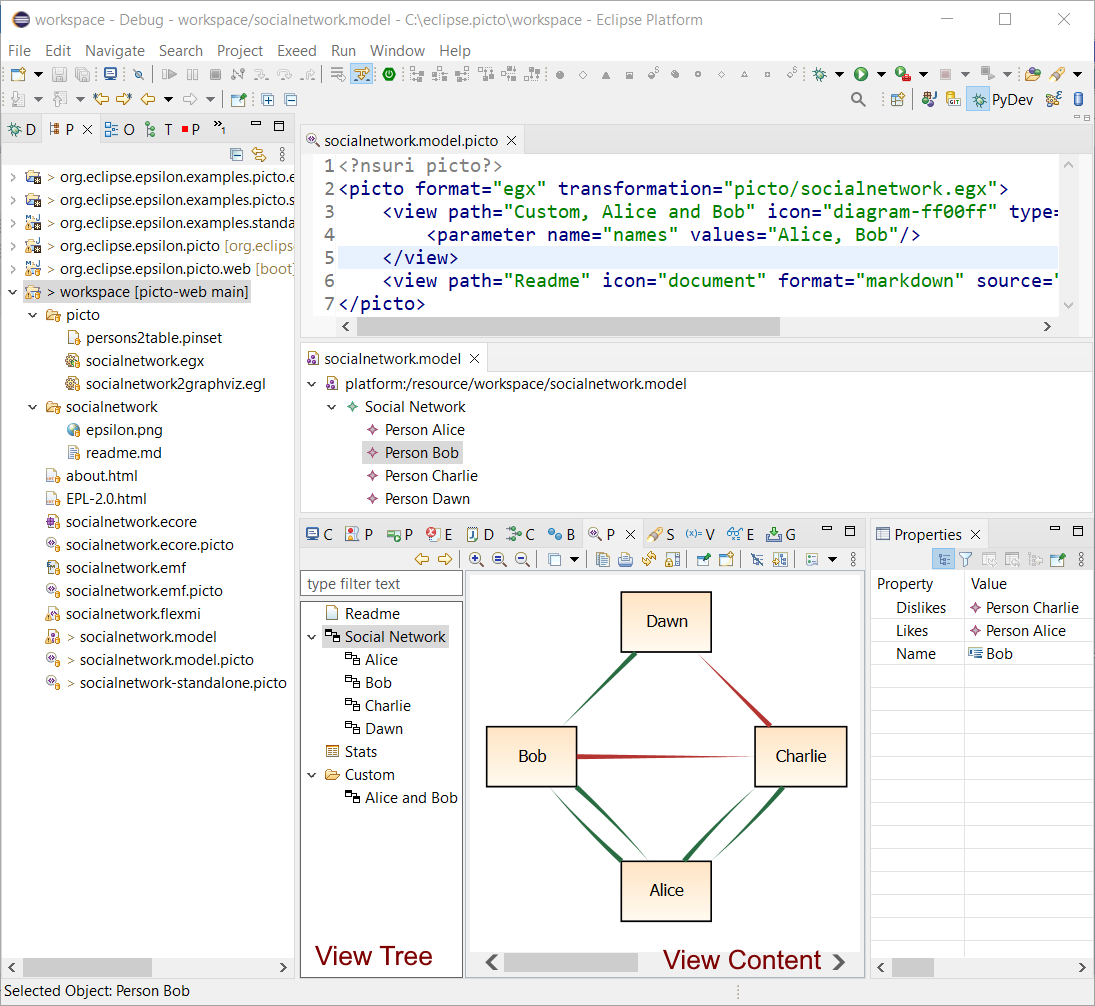 workspace - Debug - workspace/socialnetwork.model - C:\eclipse.picto\workspace - Eclipse Platform
File Edit Navigate Search Project Exeed Run Window Help
PyDev
D P O T P »1
org.eclipse.epsilon.examples.picto.e
org.eclipse.epsilon.examples.picto.s
org.eclipse.epsilon.examples.standa
org.eclipse.epsilon.picto [org.eclips
org.eclipse.epsilon.picto.web [boot]
> workspace [picto-web main]
picto
persons2table.pinset
socialnetwork.egx
socialnetwork2graphviz.egl
socialnetwork
epsilon.png
readme.md
about.html
EPL-2.0.html
socialnetwork.ecore
socialnetwork.ecore.picto
socialnetwork.emf
socialnetwork.emf.picto
socialnetwork.flexmi
> socialnetwork.model
> socialnetwork.model.picto
> socialnetwork-standalone.picto
socialnetwork.model.picto
1 <?nsuri picto?>
2 <picto format="egx" transformation="picto/socialnetwork.egx">
3 <view path="Custom, Alice and Bob" icon="diagram-ff00ff" type=
4 <parameter name="names" values="Alice, Bob"/>
5 </view>
6 <view path="Readme" icon="document" format="markdown" source="
7 </picto>
socialnetwork.model
platform:/resource/workspace/socialnetwork.model
Social Network
Person Alice
Person Bob
Person Charlie
Person Dawn
C P P E D C B P S (x)= V E G
type filter text
Readme
Social Network
Alice
Bob
Charlie
Dawn
Stats
Custom
Alice and Bob
View Tree
Dawn
Bob
Charlie
Alice
View Content
Properties
Property Value
Dislikes Person Charlie
Likes Person Alice
Name Bob
Selected Object: Person Bob